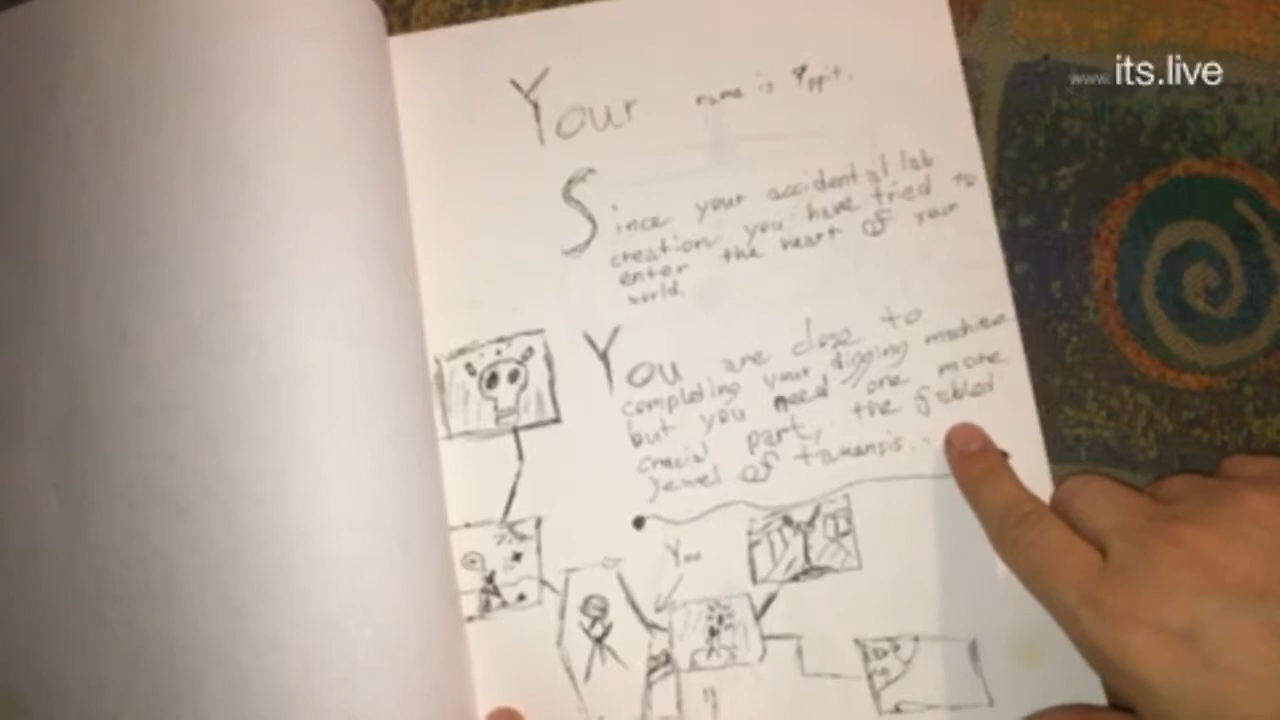 www.its.live
Your name is Yppit.
Since your accidental lab
creation you have tried to
enter the heart of your
world.
You are close to
completing your digging machine
but you need one more
crucial part, the fabled
jewel of
You